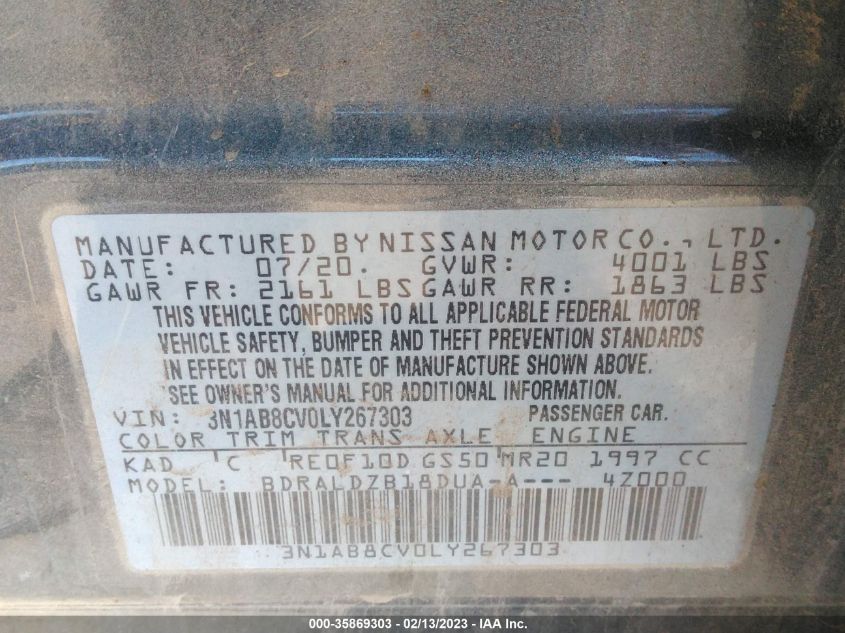 MANUFACTURED BY NISSAN MOTOR CO., LTD.
DATE: 07/20. GVWR: 4001 LBS
GAWR FR: 2161 LBS GAWR RR: 1863 LBS
THIS VEHICLE CONFORMS TO ALL APPLICABLE FEDERAL MOTOR
VEHICLE SAFETY, BUMPER AND THEFT PREVENTION STANDARDS
IN EFFECT ON THE DATE OF MANUFACTURE SHOWN ABOVE.
SEE OWNER'S MANUAL FOR ADDITIONAL INFORMATION.
VIN: 3N1AB8CV0LY267303 PASSENGER CAR.
COLOR TRIM TRANS AXLE ENGINE
KAD C RE0F10D GS50 MR20 1997 CC
MODEL: BDRALDZB18DUA-A--- 4Z000
3N1AB8CV0LY267303
000-35869303 - 02/13/2023 - IAA Inc.